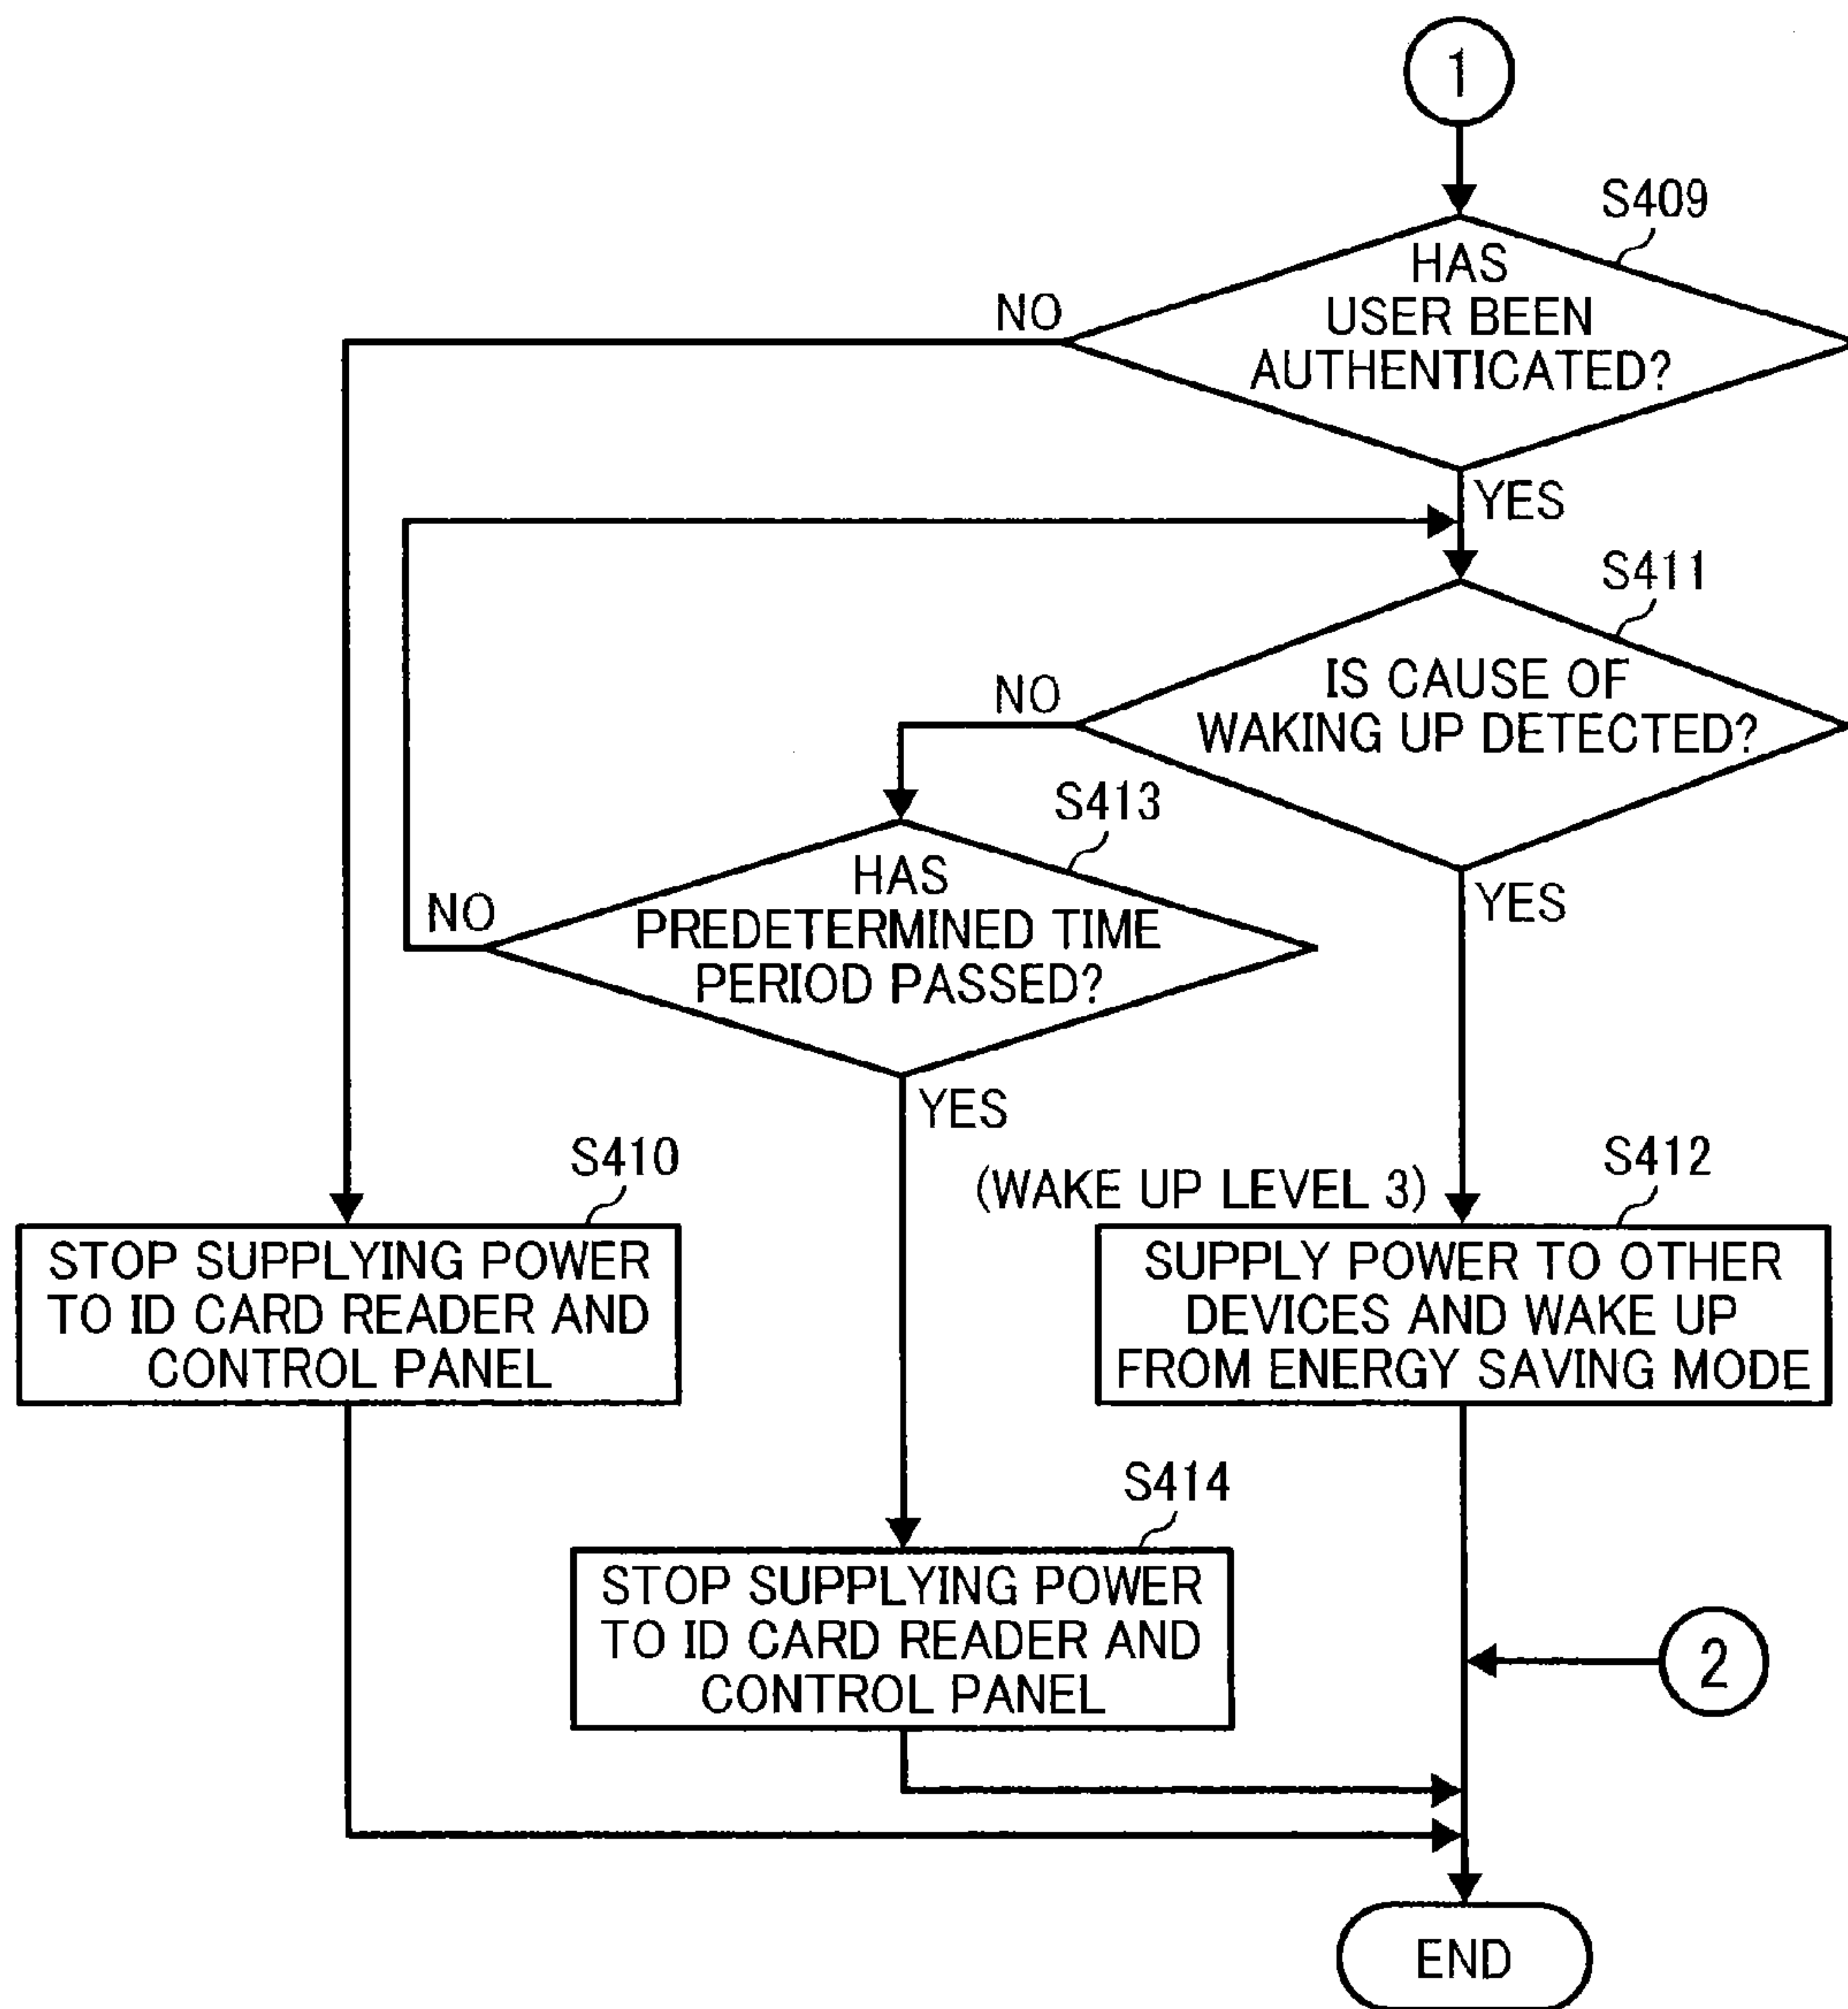 1
S409
HAS
USER BEEN
AUTHENTICATED?
NO
YES
S411
IS CAUSE OF
WAKING UP DETECTED?
NO
YES
S413
HAS
PREDETERMINED TIME
PERIOD PASSED?
NO
YES
S410
STOP SUPPLYING POWER
TO ID CARD READER AND
CONTROL PANEL
(WAKE UP LEVEL 3)
S412
SUPPLY POWER TO OTHER
DEVICES AND WAKE UP
FROM ENERGY SAVING MODE
S414
STOP SUPPLYING POWER
TO ID CARD READER AND
CONTROL PANEL
2
END